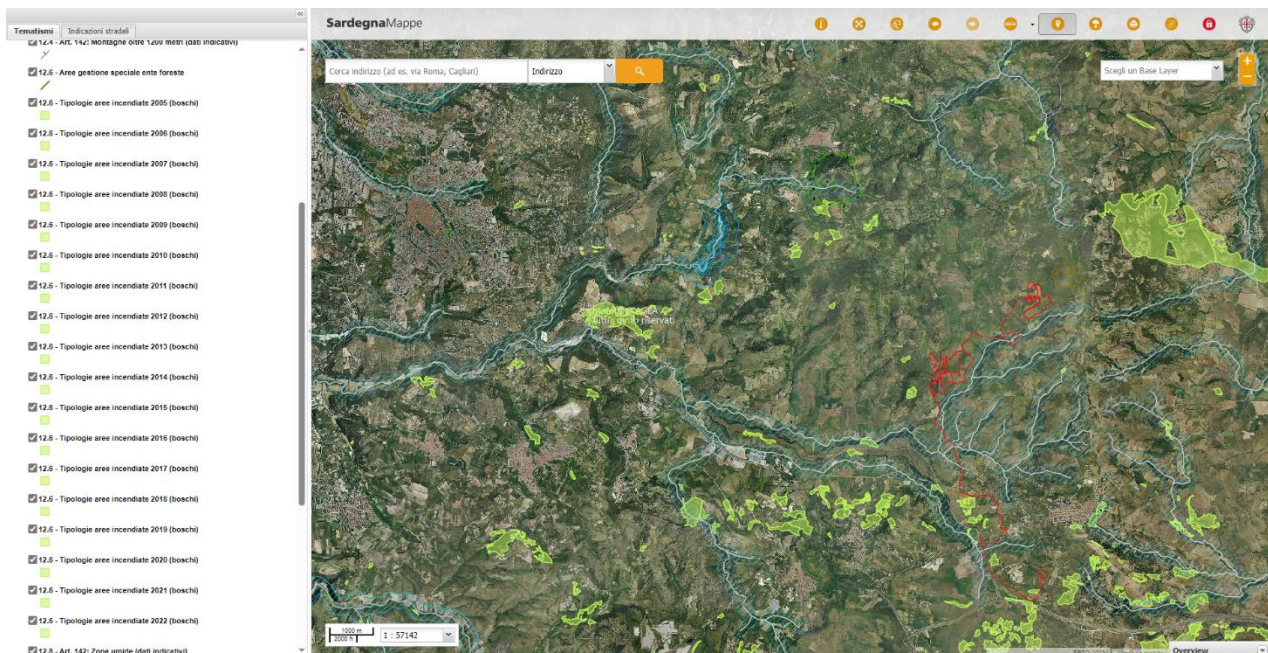 Tematismi
Indicazioni stradali
12.4 - Art. 142: Montagne oltre 1200 metri (dati indicativi)
12.6 - Aree gestione speciale ente foreste
12.6 - Tipologie aree incendiate 2005 (boschi)
12.6 - Tipologie aree incendiate 2006 (boschi)
12.6 - Tipologie aree incendiate 2007 (boschi)
12.6 - Tipologie aree incendiate 2008 (boschi)
12.6 - Tipologie aree incendiate 2009 (boschi)
12.6 - Tipologie aree incendiate 2010 (boschi)
12.6 - Tipologie aree incendiate 2011 (boschi)
12.6 - Tipologie aree incendiate 2012 (boschi)
12.6 - Tipologie aree incendiate 2013 (boschi)
12.6 - Tipologie aree incendiate 2014 (boschi)
12.6 - Tipologie aree incendiate 2015 (boschi)
12.6 - Tipologie aree incendiate 2016 (boschi)
12.6 - Tipologie aree incendiate 2017 (boschi)
12.6 - Tipologie aree incendiate 2018 (boschi)
12.6 - Tipologie aree incendiate 2019 (boschi)
12.6 - Tipologie aree incendiate 2020 (boschi)
12.6 - Tipologie aree incendiate 2021 (boschi)
12.6 - Tipologie aree incendiate 2022 (boschi)
12.8 - Art. 142: Zone umide (dati indicativi)
SardegnaMappe
Cerca indirizzo (ad es. via Roma, Cagliari)
Indirizzo
Scegli un Base Layer
riservati
1000 m
2000 ft
1 : 57142
Overview